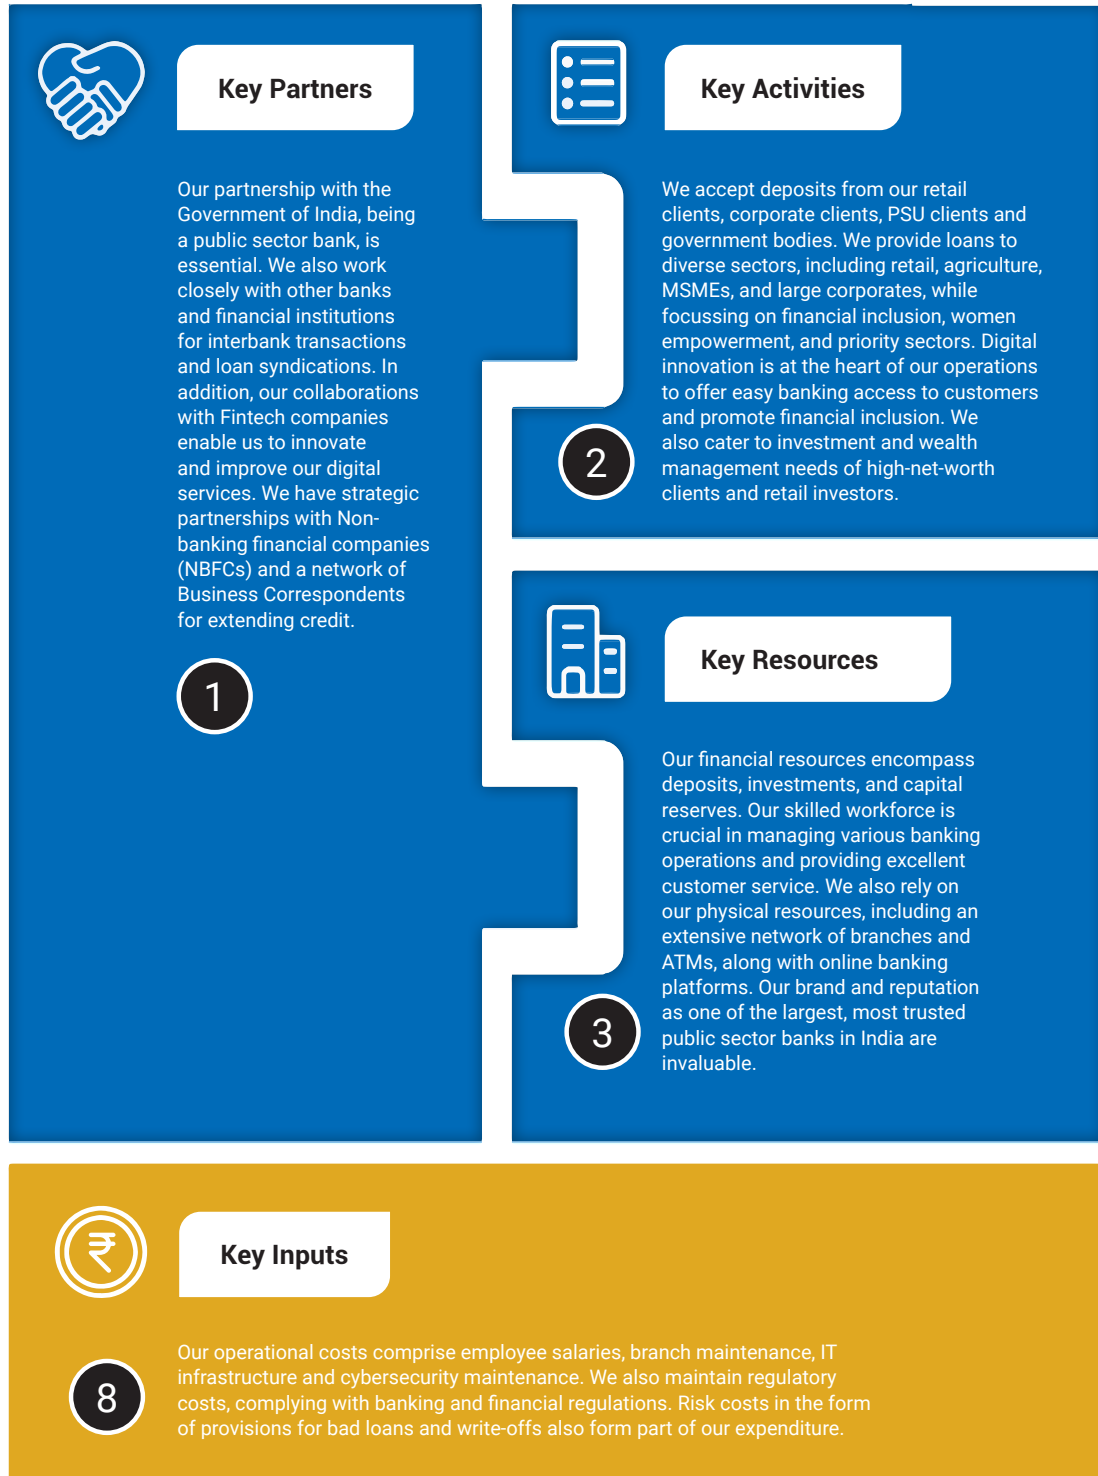 Key Partners
Our partnership with the
Government of India, being
a public sector bank, is
essential. We also work
closely with other banks
and financial institutions
for interbank transactions
and loan syndications. In
addition, our collaborations
with Fintech companies
enable us to innovate
and improve our digital
services. We have strategic
partnerships with Non-
banking financial companies
(NBFCs) and a network of
Business Correspondents
for extending credit.
1
Key Activities
We accept deposits from our retail
clients, corporate clients, PSU clients and
government bodies. We provide loans to
diverse sectors, including retail, agriculture,
MSMEs, and large corporates, while
focussing on financial inclusion, women
empowerment, and priority sectors. Digital
innovation is at the heart of our operations
to offer easy banking access to customers
and promote financial inclusion. We
also cater to investment and wealth
management needs of high-net-worth
clients and retail investors.
2
Key Resources
Our financial resources encompass
deposits, investments, and capital
reserves. Our skilled workforce is
crucial in managing various banking
operations and providing excellent
customer service. We also rely on
our physical resources, including an
extensive network of branches and
ATMs, along with online banking
platforms. Our brand and reputation
as one of the largest, most trusted
public sector banks in India are
invaluable.
3
₹
Key Inputs
Our operational costs comprise employee salaries, branch maintenance, IT
infrastructure and cybersecurity maintenance. We also maintain regulatory
costs, complying with banking and financial regulations. Risk costs in the form
of provisions for bad loans and write-offs also form part of our expenditure.
8